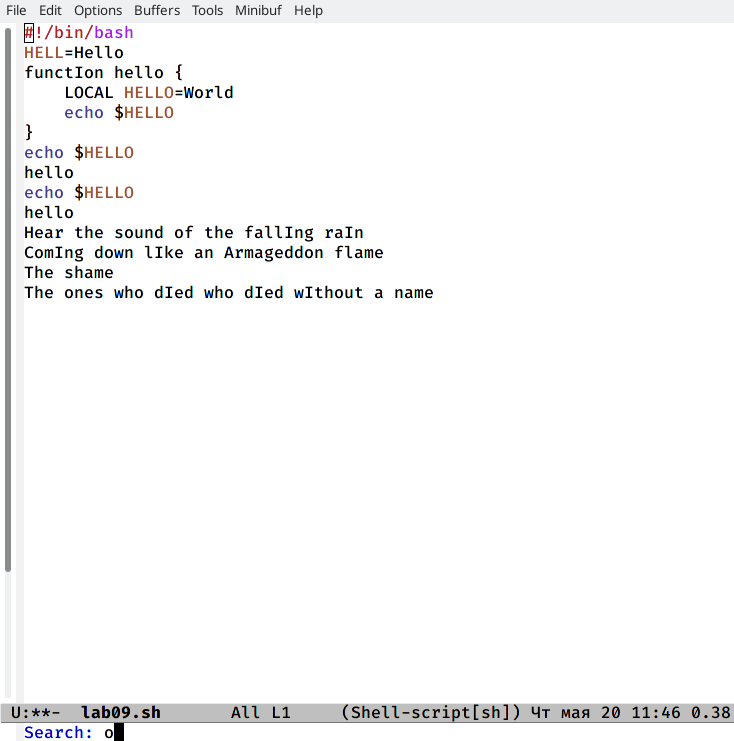 File Edit Options Buffers Tools Minibuf Help
#!/bin/bash
HELL=Hello
functIon hello {
    LOCAL HELLO=World
    echo $HELLO
}
echo $HELLO
hello
echo $HELLO
hello
Hear the sound of the fallIng raIn
ComIng down lIke an Armageddon flame
The shame
The ones who dIed who dIed wIthout a name
U:**-  lab09.sh       All L1     (Shell-script[sh]) Чт мая 20 11:46 0.38
Search: o